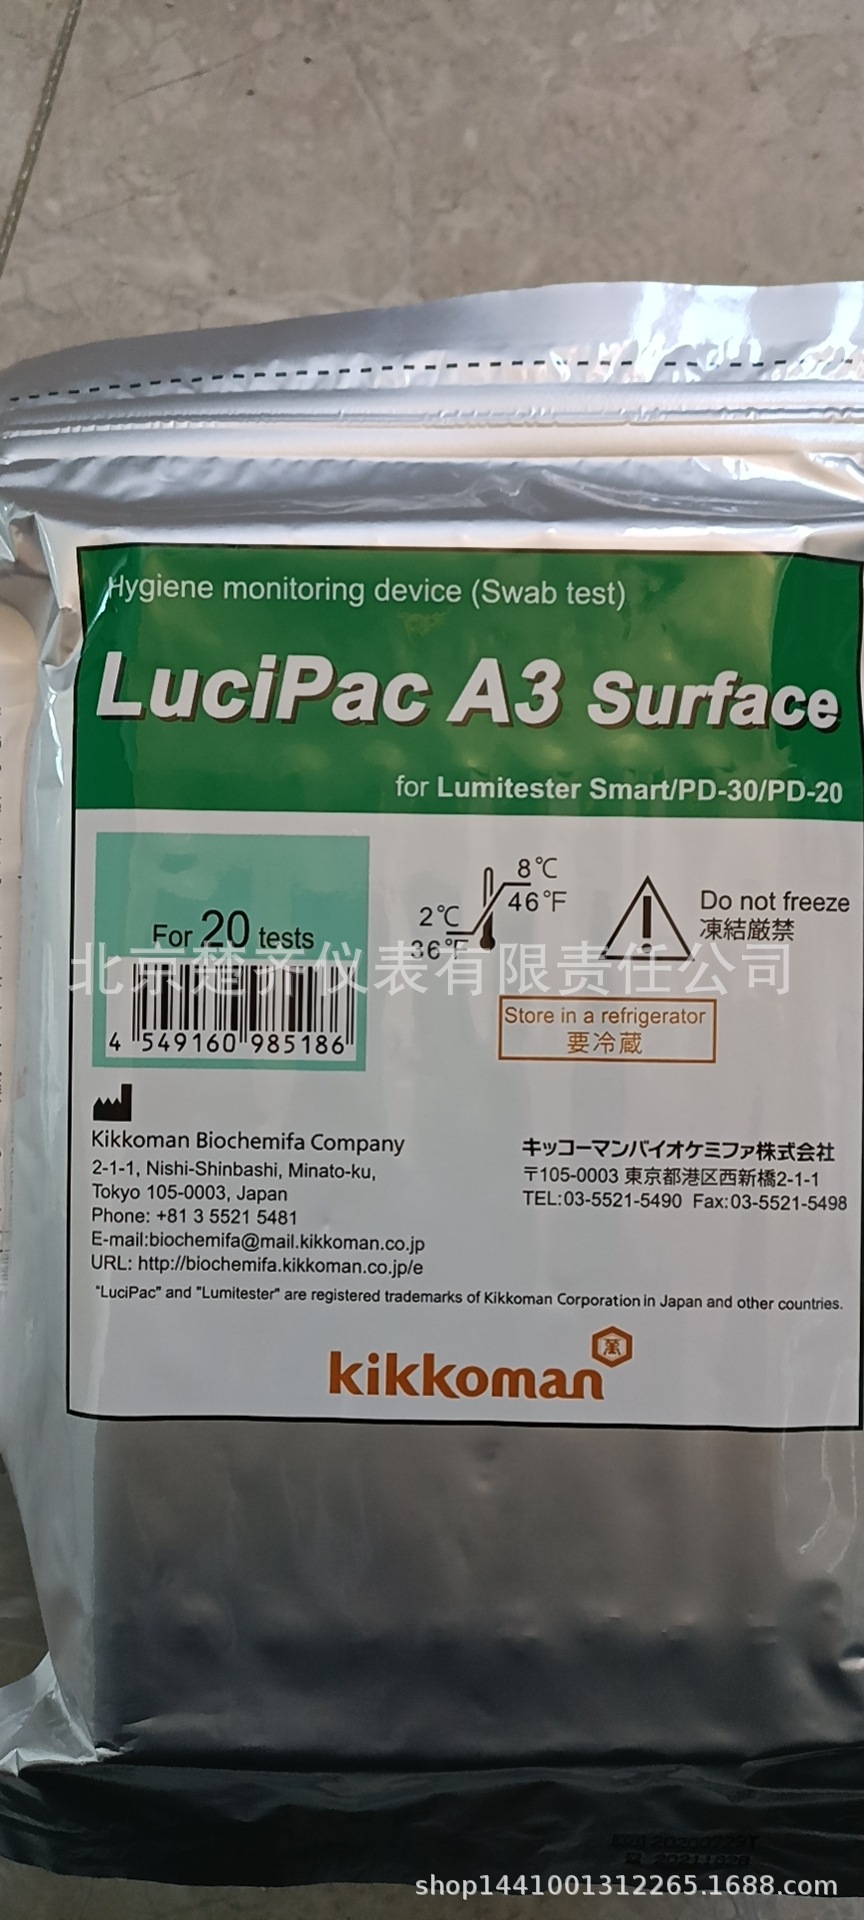 Hygiene monitoring device (Swab test)
LuciPac A3 Surface
for Lumitester Smart/PD-30/PD-20
For 20 tests
4 549160 985186
8℃
46℉
2℃
36℉
Do not freeze
凍結厳禁
北京楚齐仪表有限责任公司
Store in a refrigerator
要冷蔵
Kikkoman Biochemifa Company
2-1-1, Nishi-Shinbashi, Minato-ku,
Tokyo 105-0003, Japan
Phone: +81 3 5521 5481
E-mail:biochemifa@mail.kikkoman.co.jp
URL: http://biochemifa.kikkoman.co.jp/e
キッコーマンバイオケミファ株式会社
〒105-0003 東京都港区西新橋2-1-1
TEL:03-5521-5490 Fax:03-5521-5498
"LuciPac" and "Lumitester" are registered trademarks of Kikkoman Corporation in Japan and other countries.
kikkoman
萬
shop1441001312265.1688.com